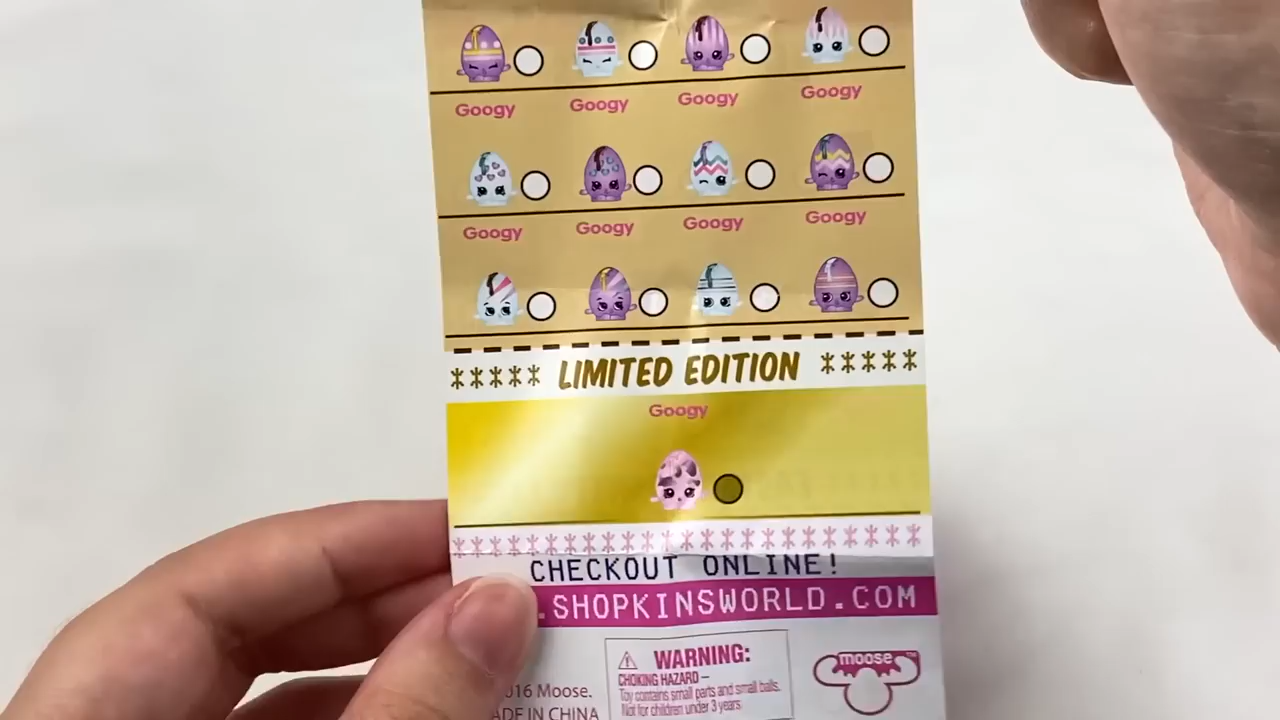 Googy Googy Googy Googy
Googy Googy Googy Googy
***** LIMITED EDITION *****
Googy
CHECKOUT ONLINE!
.SHOPKINSWORLD.COM
WARNING:
CHOKING HAZARD –
Toy contains small parts and small balls.
Not for children under 3 years
moose TM
016 Moose.
ADE IN CHINA